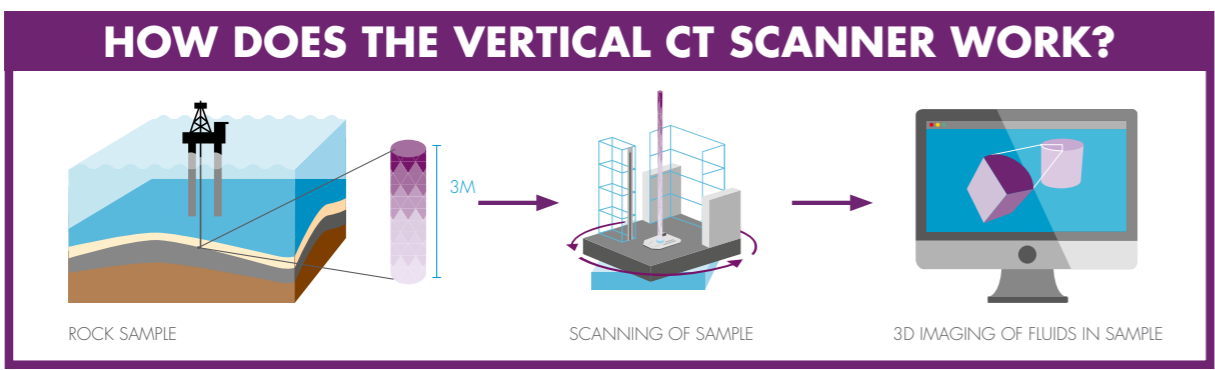 HOW DOES THE VERTICAL CT SCANNER WORK?
3M
ROCK SAMPLE
SCANNING OF SAMPLE
3D IMAGING OF FLUIDS IN SAMPLE